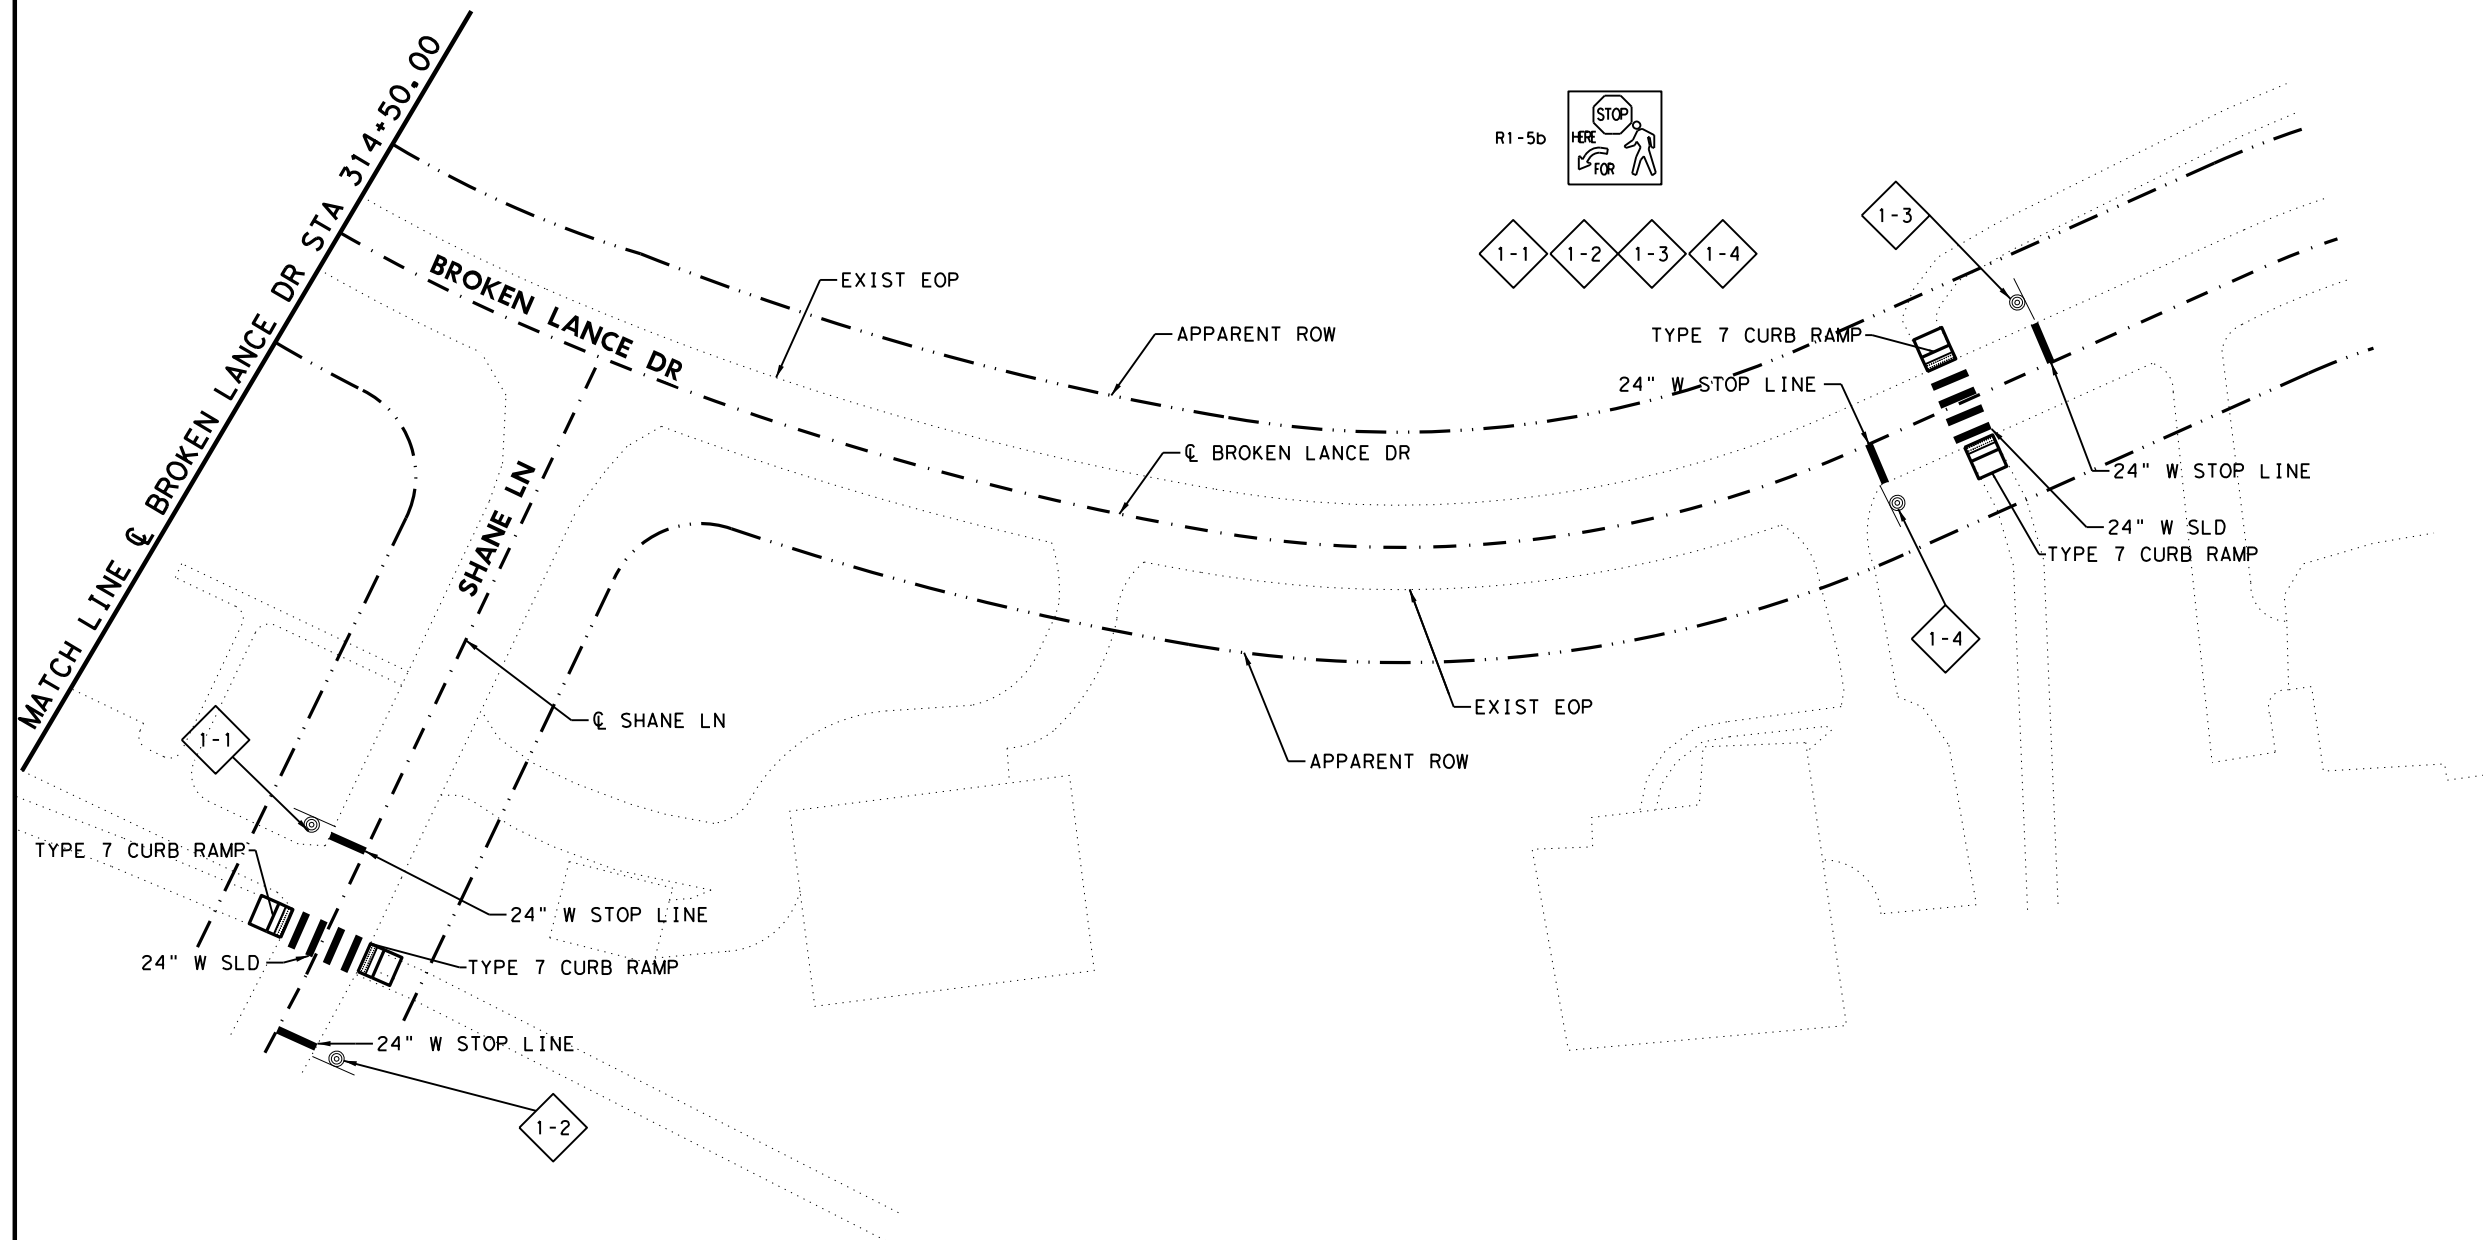 MATCH LINE ℄ BROKEN LANCE DR STA 314+50.00
BROKEN LANCE DR
SHANE LN
EXIST EOP
APPARENT ROW
℄ BROKEN LANCE DR
R1-5b
STOP
HERE
FOR
1-1
1-2
1-3
1-4
1-3
TYPE 7 CURB RAMP
24" W STOP LINE
24" W STOP LINE
24" W SLD
TYPE 7 CURB RAMP
1-4
EXIST EOP
APPARENT ROW
℄ SHANE LN
1-1
TYPE 7 CURB RAMP
24" W STOP LINE
24" W SLD
TYPE 7 CURB RAMP
24" W STOP LINE
1-2